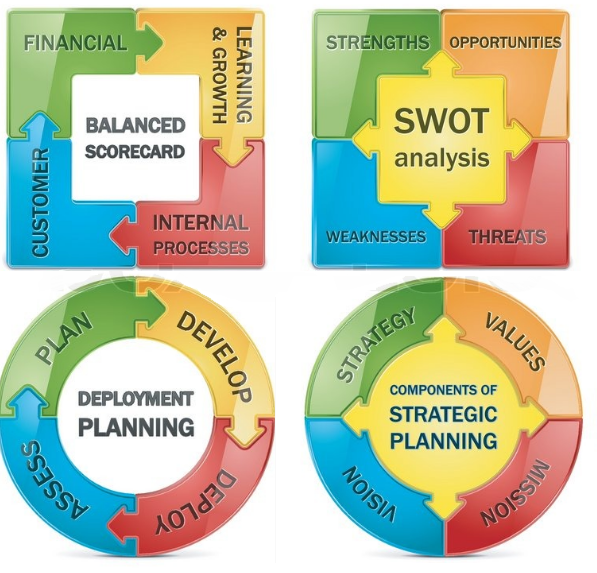 FINANCIAL
LEARNING
& GROWTH
BALANCED
SCORECARD
CUSTOMER
INTERNAL
PROCESSES
STRENGTHS
OPPORTUNITIES
SWOT
analysis
WEAKNESSES
THREATS
PLAN
DEVELOP
DEPLOYMENT
PLANNING
ASSESS
DEPLOY
STRATEGY
VALUES
COMPONENTS OF
STRATEGIC
PLANNING
VISION
MISSION